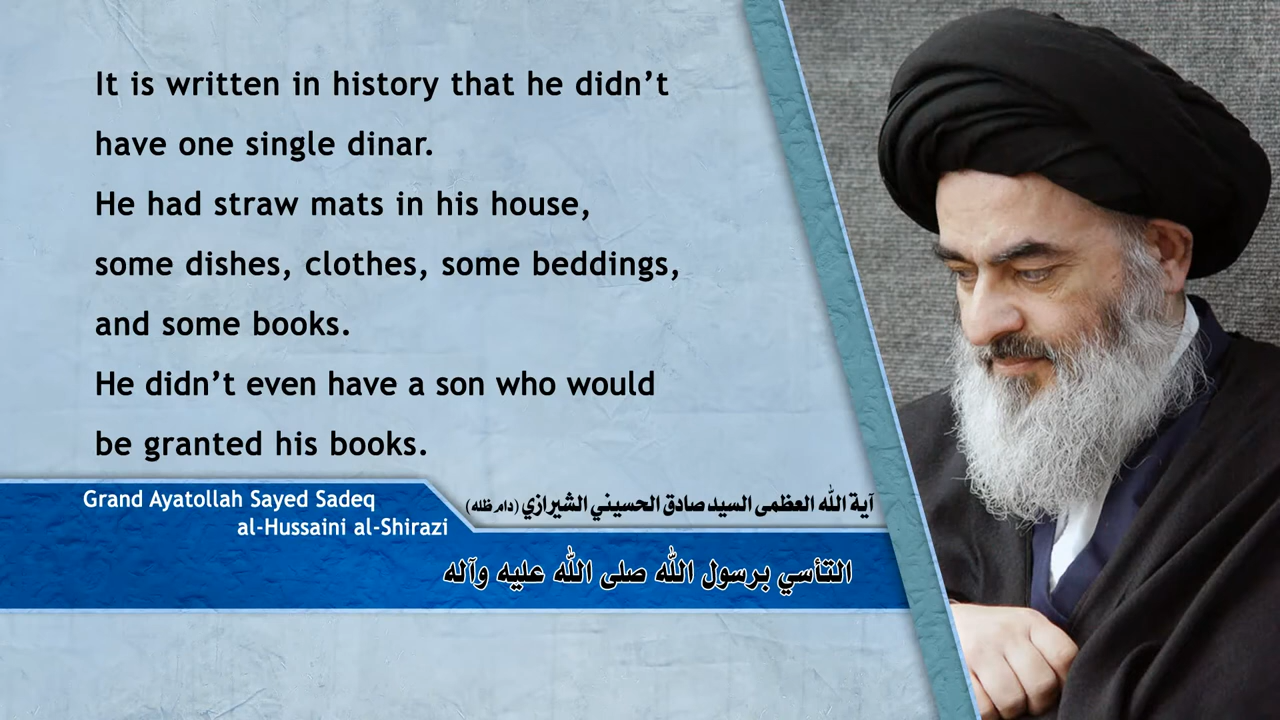 It is written in history that he didn’t
have one single dinar.
He had straw mats in his house,
some dishes, clothes, some beddings,
and some books.
He didn’t even have a son who would
be granted his books.
Grand Ayatollah Sayed Sadeq
al-Hussaini al-Shirazi
آية الله العظمى السيد صادق الحسيني الشيرازي (دام ظله)
التأسي برسول الله صلى الله عليه وآله